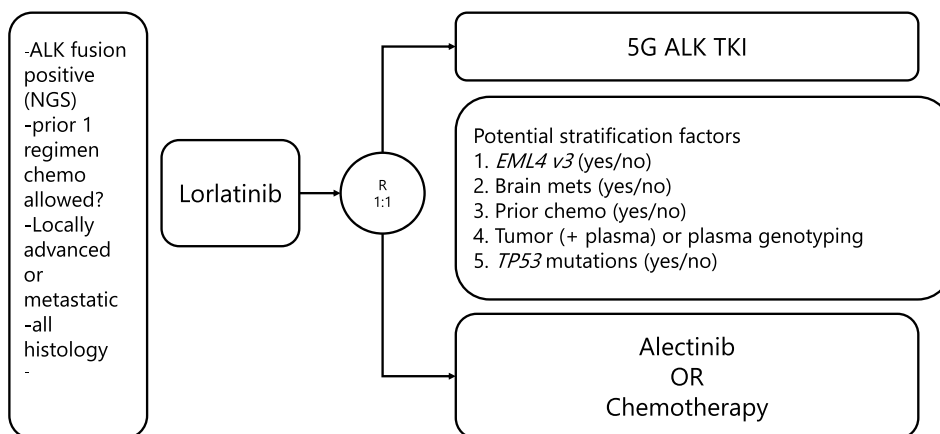 -ALK fusion
positive
(NGS)
-prior 1
regimen
chemo
allowed?
-Locally
advanced
or
metastatic
-all
histology
-
Lorlatinib
R
1:1
5G ALK TKI
Potential stratification factors
1. EML4 v3 (yes/no)
2. Brain mets (yes/no)
3. Prior chemo (yes/no)
4. Tumor (+ plasma) or plasma genotyping
5. TP53 mutations (yes/no)
Alectinib
OR
Chemotherapy